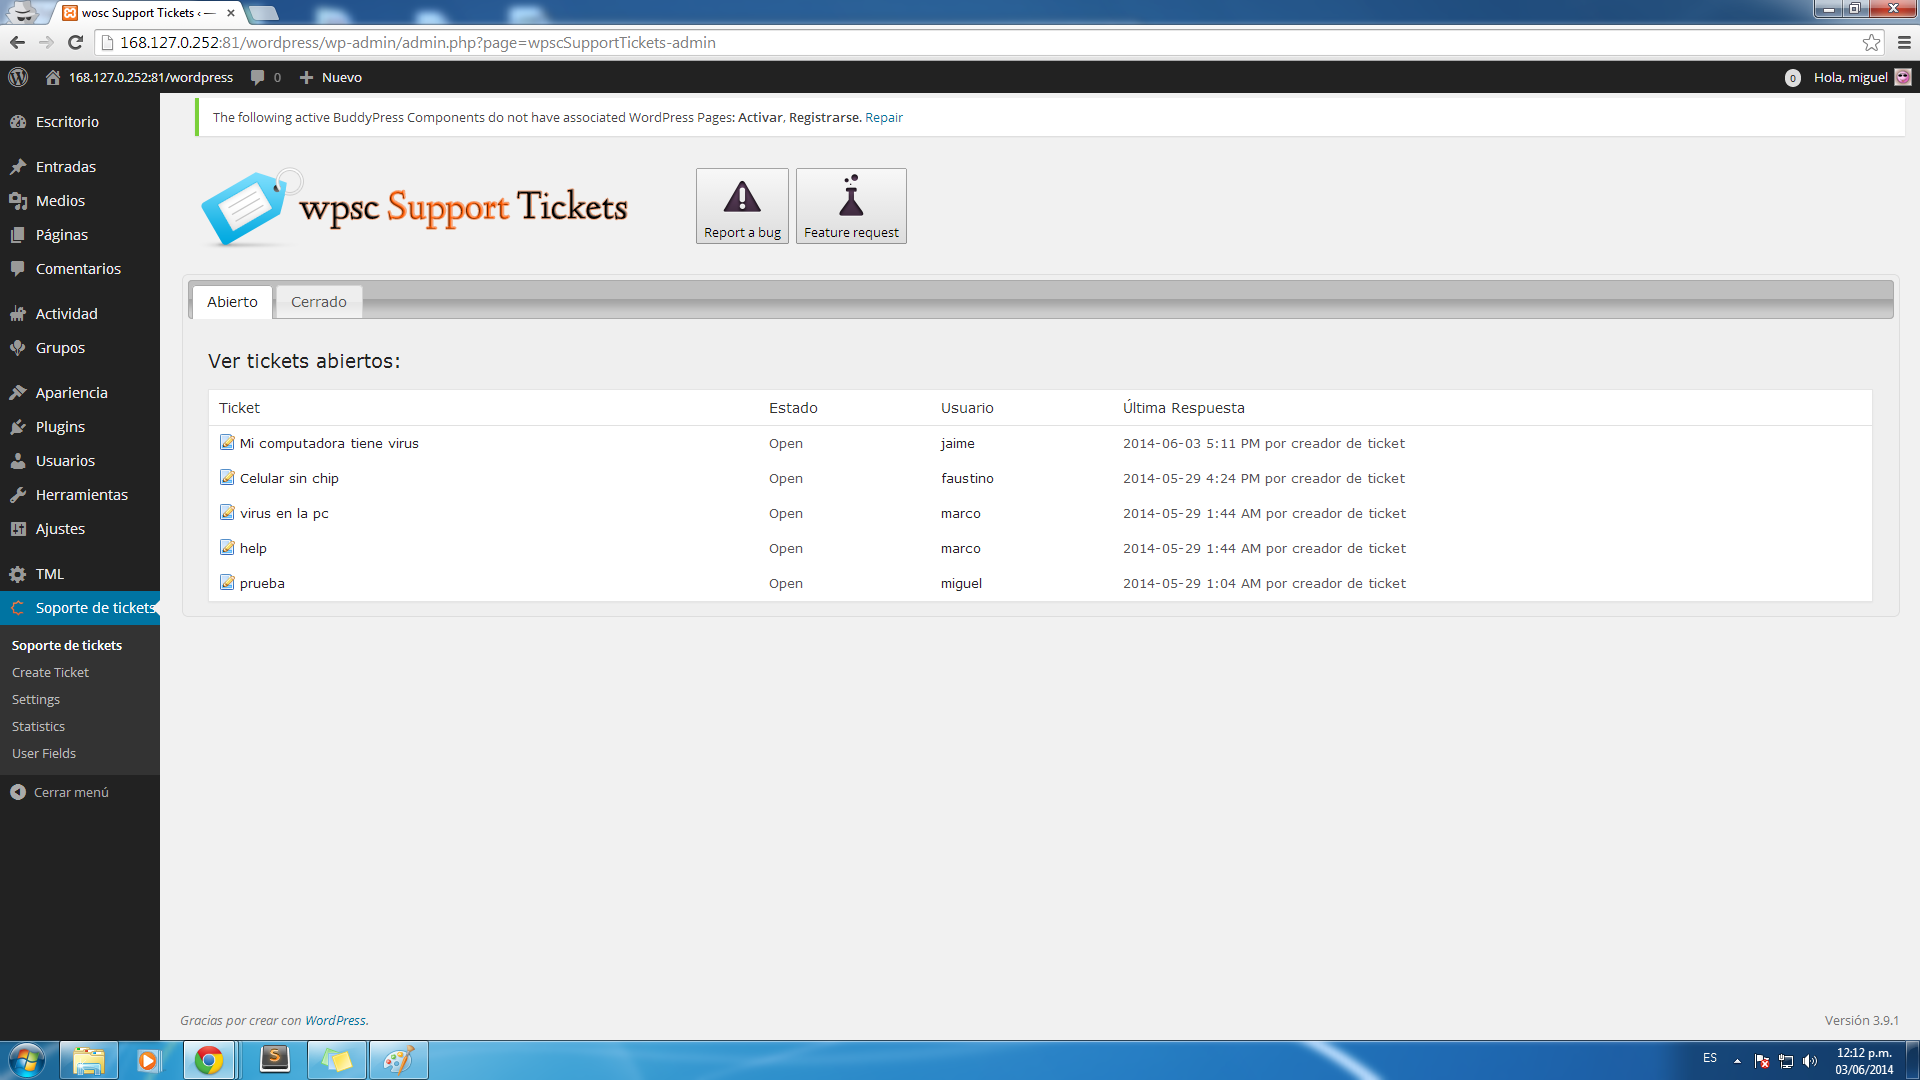 wosc Support Tickets ‹ —
168.127.0.252:81/wordpress/wp-admin/admin.php?page=wpscSupportTickets-admin
168.127.0.252:81/wordpress 0 Nuevo 0 Hola, miguel
Escritorio
Entradas
Medios
Páginas
Comentarios
Actividad
Grupos
Apariencia
Plugins
Usuarios
Herramientas
Ajustes
TML
Soporte de tickets
Soporte de tickets
Create Ticket
Settings
Statistics
User Fields
Cerrar menú
The following active BuddyPress Components do not have associated WordPress Pages: Activar, Registrarse. Repair
wpsc Support Tickets
Report a bug
Feature request
Abierto Cerrado
Ver tickets abiertos:
Ticket Estado Usuario Última Respuesta
Mi computadora tiene virus Open jaime 2014-06-03 5:11 PM por creador de ticket
Celular sin chip Open faustino 2014-05-29 4:24 PM por creador de ticket
virus en la pc Open marco 2014-05-29 1:44 AM por creador de ticket
help Open marco 2014-05-29 1:44 AM por creador de ticket
prueba Open miguel 2014-05-29 1:04 AM por creador de ticket
Gracias por crear con WordPress. Versión 3.9.1
S
ES
12:12 p.m.
03/06/2014